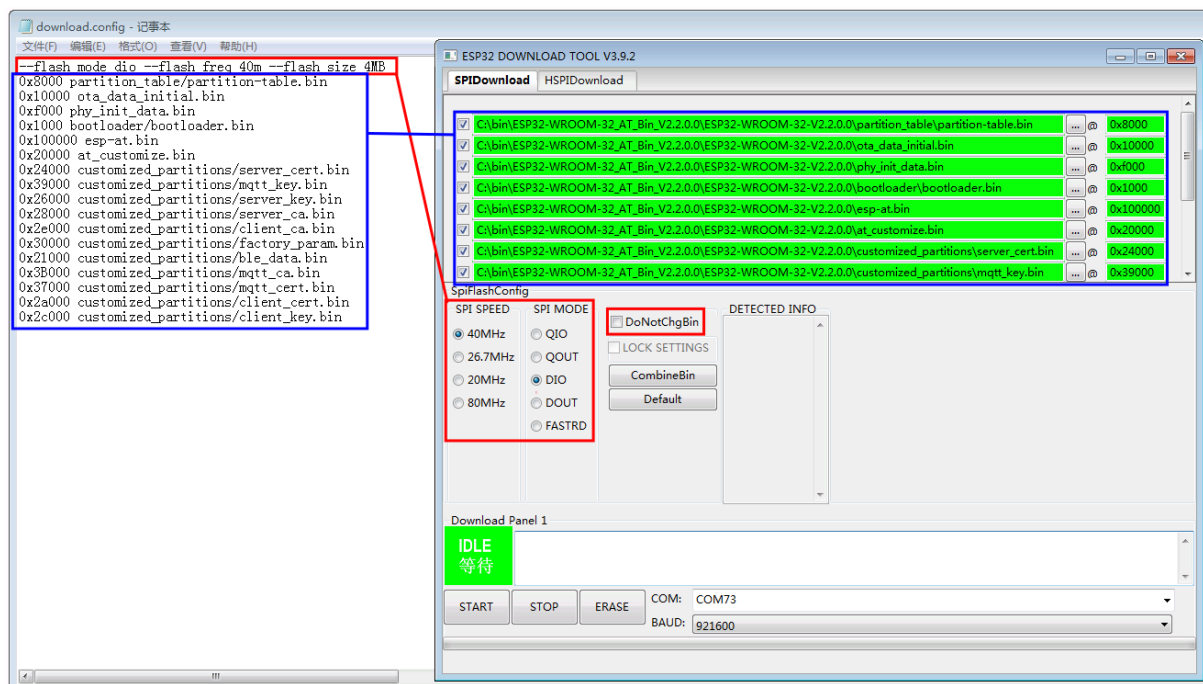 download.config - 记事本
文件(F) 编辑(E) 格式(O) 查看(V) 帮助(H)
--flash_mode dio --flash_freq 40m --flash_size 4MB
0x8000 partition_table/partition-table.bin
0x10000 ota_data_initial.bin
0xf000 phy_init_data.bin
0x1000 bootloader/bootloader.bin
0x100000 esp-at.bin
0x20000 at_customize.bin
0x24000 customized_partitions/server_cert.bin
0x39000 customized_partitions/mqtt_key.bin
0x26000 customized_partitions/server_key.bin
0x28000 customized_partitions/server_ca.bin
0x2e000 customized_partitions/client_ca.bin
0x30000 customized_partitions/factory_param.bin
0x21000 customized_partitions/ble_data.bin
0x3B000 customized_partitions/mqtt_ca.bin
0x37000 customized_partitions/mqtt_cert.bin
0x2a000 customized_partitions/client_cert.bin
0x2c000 customized_partitions/client_key.bin
ESP32 DOWNLOAD TOOL V3.9.2
SPIDownload HSPIDownload
C:\bin\ESP32-WROOM-32_AT_Bin_V2.2.0.0\ESP32-WROOM-32-V2.2.0.0\partition_table\partition-table.bin ... @ 0x8000
C:\bin\ESP32-WROOM-32_AT_Bin_V2.2.0.0\ESP32-WROOM-32-V2.2.0.0\ota_data_initial.bin ... @ 0x10000
C:\bin\ESP32-WROOM-32_AT_Bin_V2.2.0.0\ESP32-WROOM-32-V2.2.0.0\phy_init_data.bin ... @ 0xf000
C:\bin\ESP32-WROOM-32_AT_Bin_V2.2.0.0\ESP32-WROOM-32-V2.2.0.0\bootloader\bootloader.bin ... @ 0x1000
C:\bin\ESP32-WROOM-32_AT_Bin_V2.2.0.0\ESP32-WROOM-32-V2.2.0.0\esp-at.bin ... @ 0x100000
C:\bin\ESP32-WROOM-32_AT_Bin_V2.2.0.0\ESP32-WROOM-32-V2.2.0.0\at_customize.bin ... @ 0x20000
C:\bin\ESP32-WROOM-32_AT_Bin_V2.2.0.0\ESP32-WROOM-32-V2.2.0.0\customized_partitions\server_cert.bin ... @ 0x24000
C:\bin\ESP32-WROOM-32_AT_Bin_V2.2.0.0\ESP32-WROOM-32-V2.2.0.0\customized_partitions\mqtt_key.bin ... @ 0x39000
SpiFlashConfig
SPI SPEED
40MHz
26.7MHz
20MHz
80MHz
SPI MODE
QIO
QOUT
DIO
DOUT
FASTRD
DoNotChgBin
LOCK SETTINGS
CombineBin
Default
DETECTED INFO
Download Panel 1
IDLE
等待
START STOP ERASE
COM: COM73
BAUD: 921600